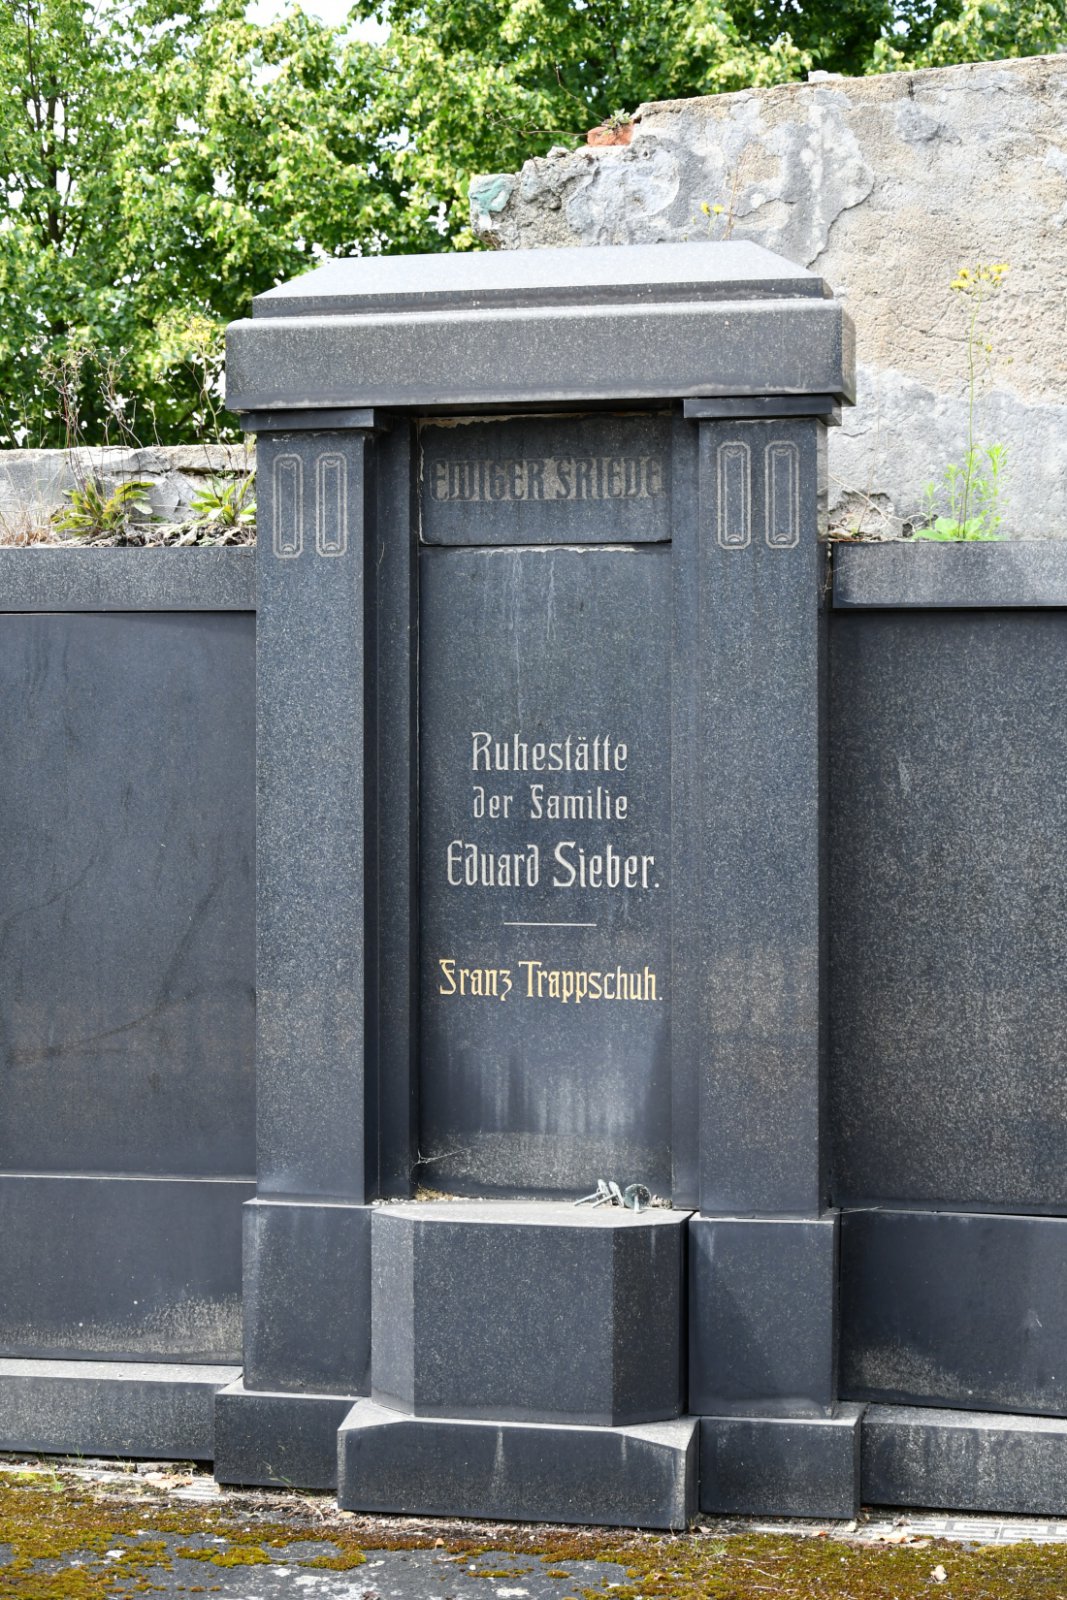 EWIGER FRIEDE
Ruhestätte
der Familie
Eduard Sieber.
Franz Trappschuh.